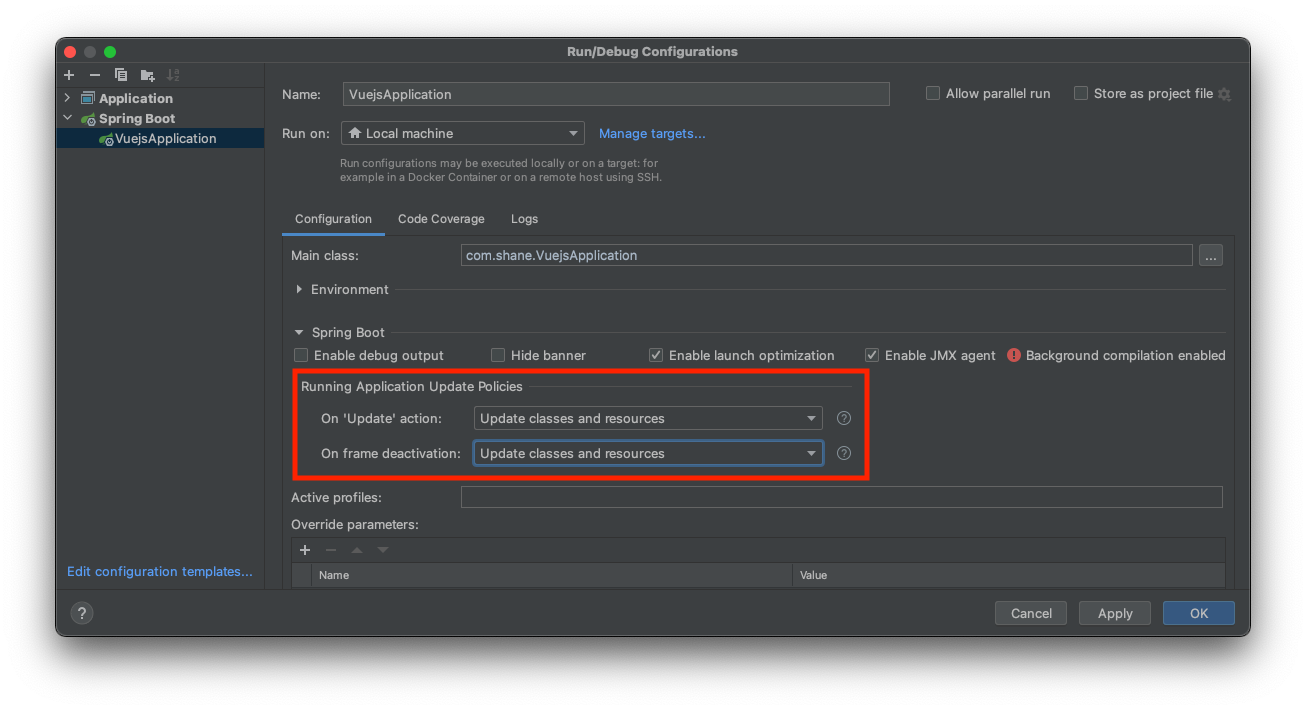 Run/Debug Configurations
Application
Spring Boot
VuejsApplication
Edit configuration templates...
Name: VuejsApplication Allow parallel run Store as project file
Run on: Local machine Manage targets...
Run configurations may be executed locally or on a target: for
example in a Docker Container or on a remote host using SSH.
Configuration Code Coverage Logs
Main class: com.shane.VuejsApplication ...
Environment
Spring Boot
Enable debug output Hide banner Enable launch optimization Enable JMX agent Background compilation enabled
Running Application Update Policies
On 'Update' action: Update classes and resources ?
On frame deactivation: Update classes and resources ?
Active profiles:
Override parameters:
Name Value
? Cancel Apply OK